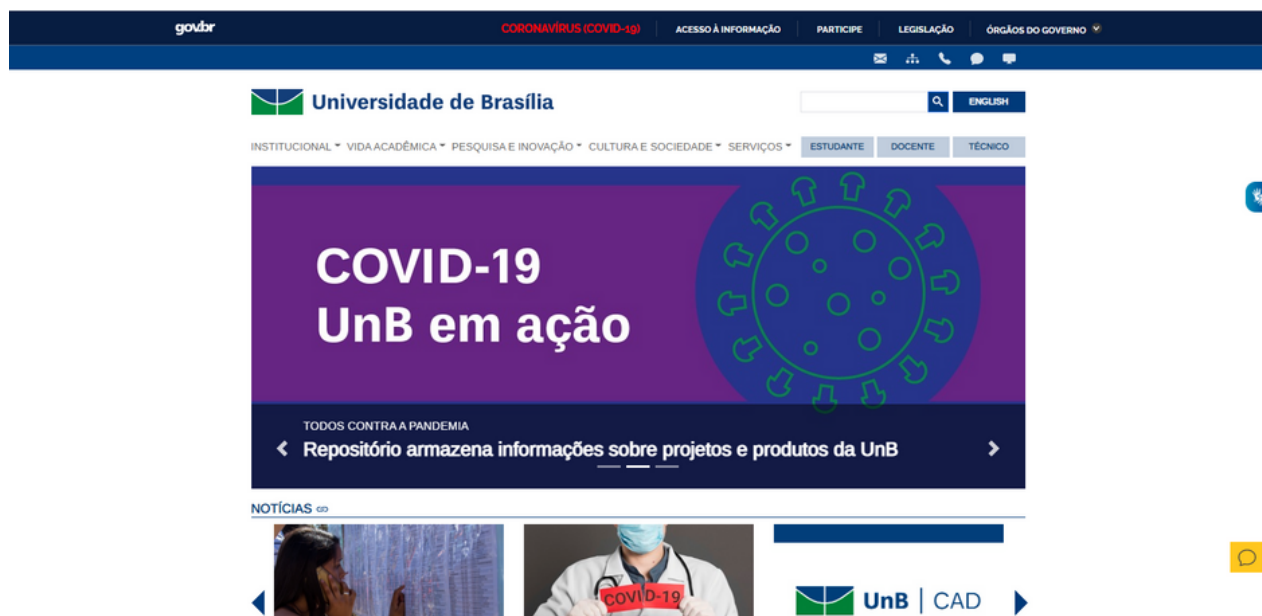 govbr
CORONAVÍRUS (COVID-19)
ACESSO À INFORMAÇÃO
PARTICIPE
LEGISLAÇÃO
ÓRGÃOS DO GOVERNO
Universidade de Brasília
ENGLISH
INSTITUCIONAL
VIDA ACADÊMICA
PESQUISA E INOVAÇÃO
CULTURA E SOCIEDADE
SERVIÇOS
ESTUDANTE
DOCENTE
TÉCNICO
COVID-19
UnB em ação
TODOS CONTRA A PANDEMIA
Repositório armazena informações sobre projetos e produtos da UnB
NOTÍCIAS
COVID-19
UnB | CAD